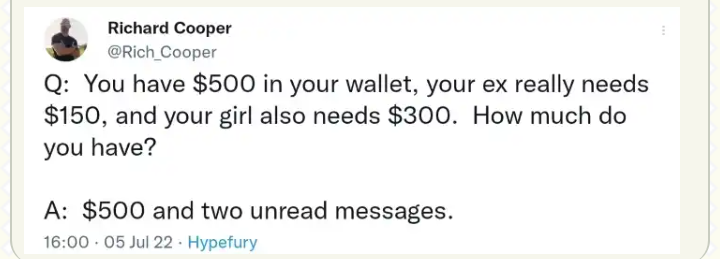 Richard Cooper
@Rich_Cooper
Q: You have $500 in your wallet, your ex really needs
$150, and your girl also needs $300. How much do
you have?
A: $500 and two unread messages.
16:00 · 05 Jul 22 · Hypefury